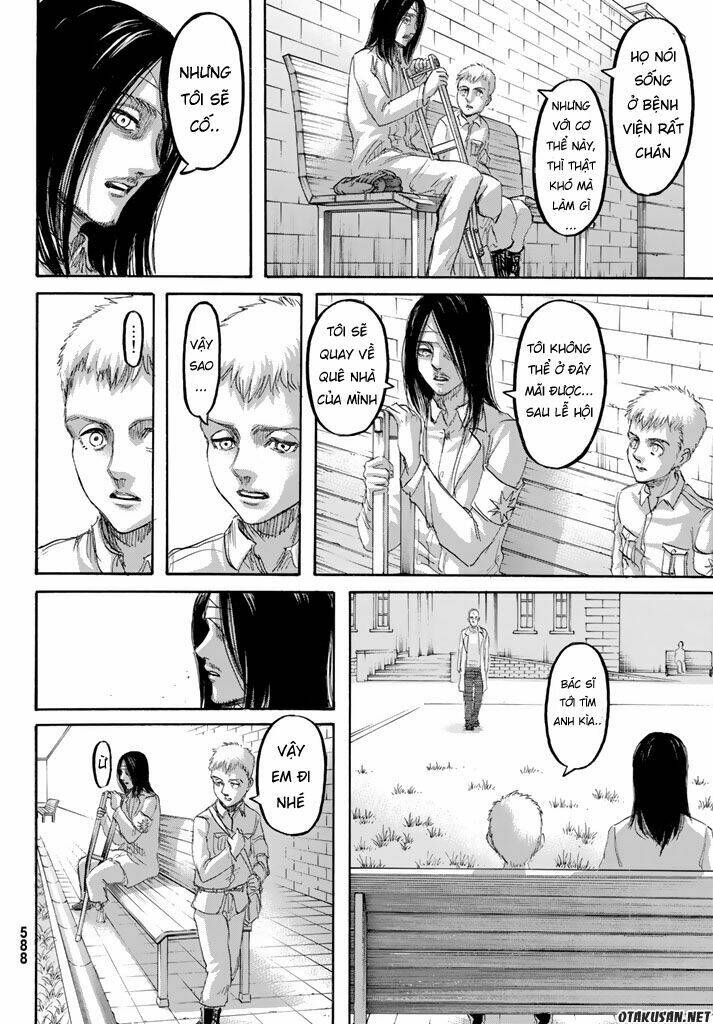 HỌ NÓI
SỐNG
Ở BỆNH
VIỆN RẤT
CHÁN
NHƯNG
VỚI CƠ
THỂ NÀY,
THÌ THẬT
KHÓ MÀ
LÀM GÌ
...
NHƯNG
TÔI SẼ
CỐ..
TÔI KHÔNG
THỂ Ở ĐÂY
MÃI ĐƯỢC...
SAU LỄ HỘI
TÔI SẼ
QUAY VỀ
QUÊ NHÀ
CỦA MÌNH
VẬY
SAO
...
...!
BÁC SĨ
TỚI TÌM
ANH KÌA..
VẬY
EM ĐI
NHÉ
Ừ
588
OTAKUSAN.NET